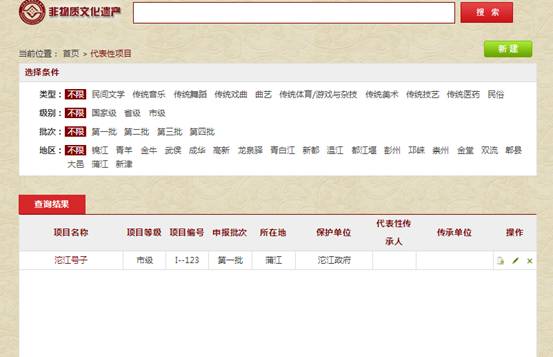 非物质文化遗产
搜 索
当前位置： 首页 > 代表性项目
新 建
选择条件
类型： 不限 民间文学 传统音乐 传统舞蹈 传统戏曲 曲艺 传统体育/游戏与杂技 传统美术 传统技艺 传统医药 民俗
级别： 不限 国家级 省级 市级
批次： 不限 第一批 第二批 第三批 第四批
地区： 不限 锦江 青羊 金牛 武侯 成华 高新 龙泉驿 青白江 新都 温江 都江堰 彭州 邛崃 崇州 金堂 双流 郫县
大邑 蒲江 新津
查询结果
项目名称 项目等级 项目编号 申报批次 所在地 保护单位 代表性传 传承单位 操作
承人
沱江号子 市级 I--123 第一批 蒲江 沱江政府